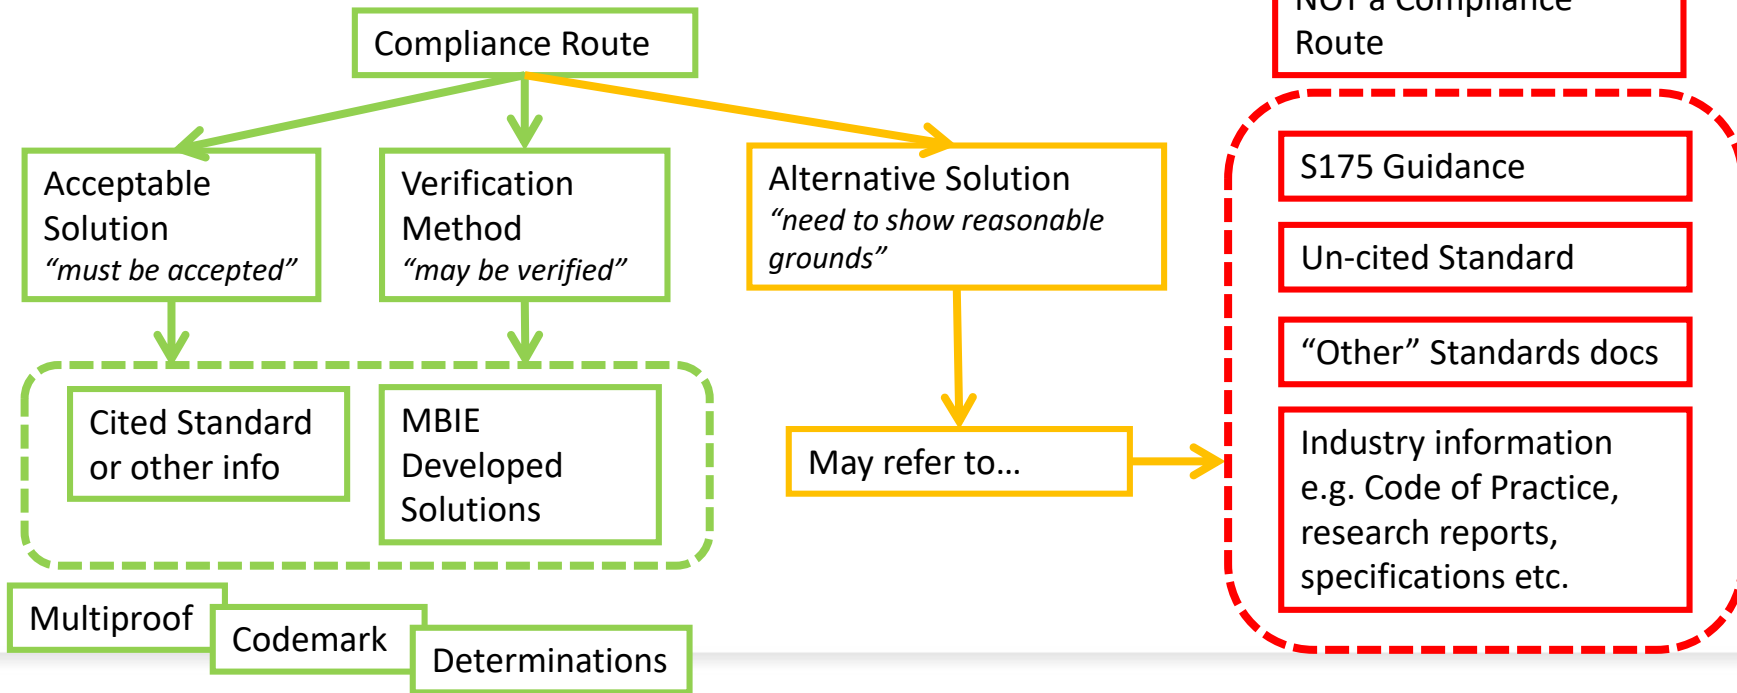 Compliance Route
NOT a Compliance
Route
Acceptable
Solution
“must be accepted”
Verification
Method
“may be verified”
Alternative Solution
“need to show reasonable
grounds”
S175 Guidance
Un-cited Standard
“Other” Standards docs
Industry information
e.g. Code of Practice,
research reports,
specifications etc.
Cited Standard
or other info
MBIE
Developed
Solutions
May refer to...
Multiproof
Codemark
Determinations